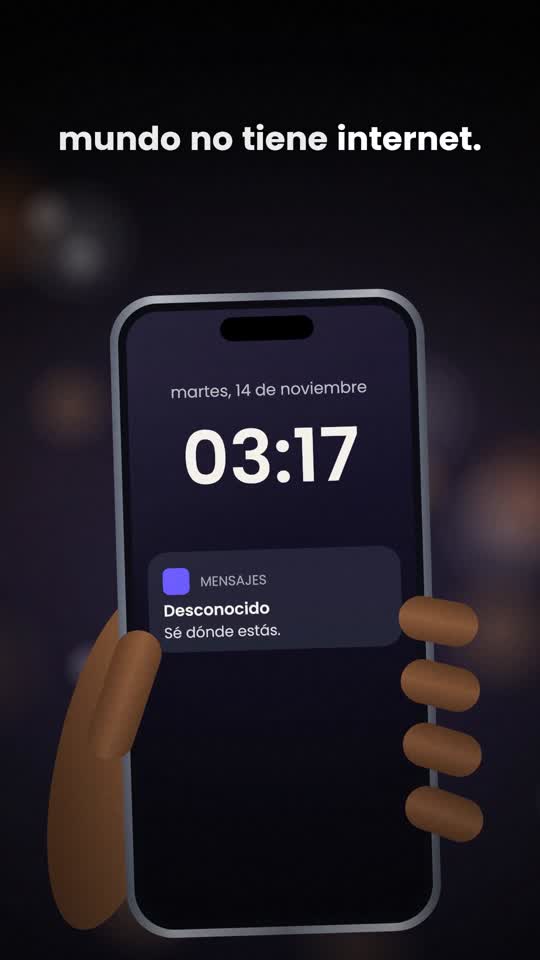 mundo no tiene internet.
martes, 14 de noviembre
03:17
MENSAJES
Desconocido
Sé dónde estás.